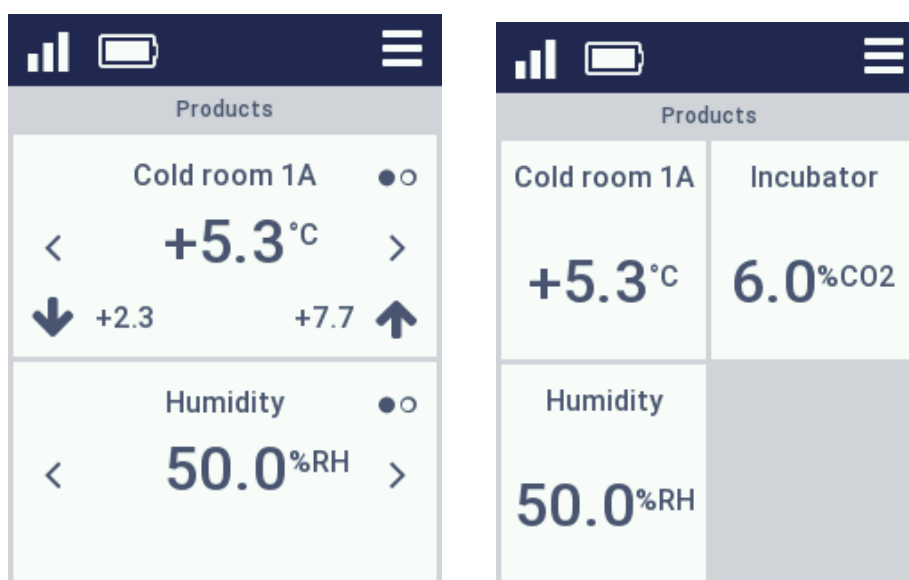 Products
Cold room 1A
< +5.3°C >
+2.3 +7.7
Humidity
< 50.0%RH >
Products
Cold room 1A Incubator
+5.3°C 6.0%CO2
Humidity
50.0%RH